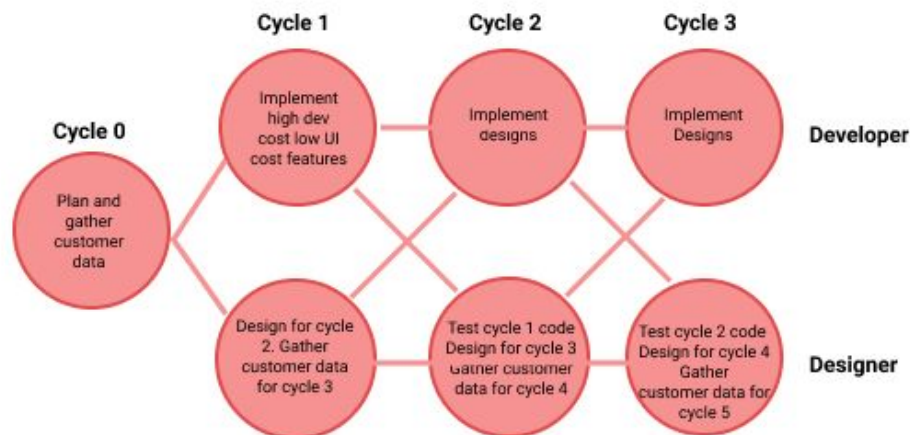 Cycle 1
Cycle 2
Cycle 3
Cycle 0
Implement
high dev
cost low UI
cost features
Implement
designs
Implement
Designs
Developer
Plan and
gather
customer
data
Design for cycle
2. Gather
customer data
for cycle 3
Test cycle 1 code
Design for cycle 3
Gather customer
data for cycle 4
Test cycle 2 code
Design for cycle 4
Gather
customer data for
cycle 5
Designer